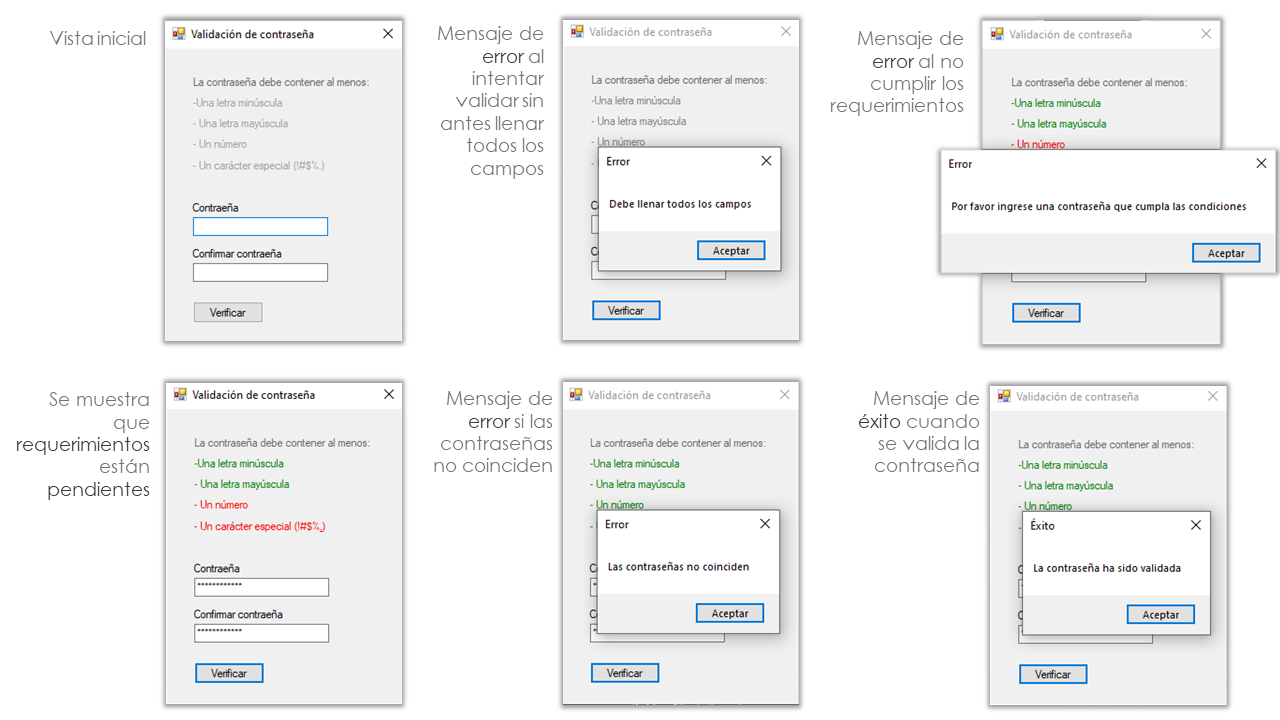 Vista inicial
Validación de contraseña
La contraseña debe contener al menos:
-Una letra minúscula
- Una letra mayúscula
- Un número
- Un carácter especial (!#$%.)
Contraeña
Confirmar contraeña
Verificar
Mensaje de
error al
intentar
validar sin
antes llenar
todos los
campos
Validación de contraseña
La contraseña debe contener al menos:
-Una letra minúscula
- Una letra mayúscula
- Un número
Error
Debe llenar todos los campos
Aceptar
Verificar
Mensaje de
error al no
cumplir los
requerimientos
Validación de contraseña
La contraseña debe contener al menos:
-Una letra minúscula
- Una letra mayúscula
- Un número
Error
Por favor ingrese una contraseña que cumpla las condiciones
Aceptar
Verificar
Se muestra
que
requerimientos
están
pendientes
Validación de contraseña
La contraseña debe contener al menos:
-Una letra minúscula
- Una letra mayúscula
- Un número
- Un carácter especial (!#$%_)
Contraeña
************
Confirmar contraeña
************
Verificar
Mensaje de
error si las
contraseñas
no coinciden
Validación de contraseña
La contraseña debe contener al menos:
-Una letra minúscula
- Una letra mayúscula
- Un número
Error
Las contraseñas no coinciden
Aceptar
Verificar
Mensaje de
éxito cuando
se valida la
contraseña
Validación de contraseña
La contraseña debe contener al menos:
-Una letra minúscula
- Una letra mayúscula
- Un número
Éxito
La contraseña ha sido validada
Aceptar
Verificar